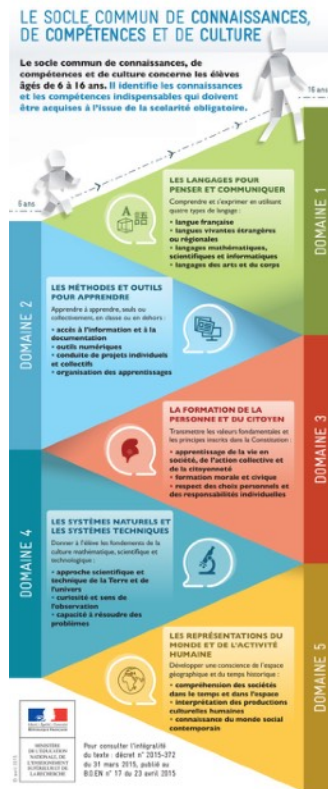 LE SOCLE COMMUN DE CONNAISSANCES,
DE COMPÉTENCES ET DE CULTURE
Le socle commun de connaissances, de
compétences et de culture concerne les élèves
âgés de 6 à 16 ans. Il identifie les connaissances
et les compétences indispensables qui doivent
être acquises à l'issue de la scolarité obligatoire.
16 ans
6 ans
DOMAINE 1
LES LANGAGES POUR
PENSER ET COMMUNIQUER
Comprendre et s'exprimer en utilisant
quatre types de langage :
• langue française
• langues vivantes étrangères
ou régionales
• langages mathématiques,
scientifiques et informatiques
• langages des arts et du corps
DOMAINE 2
LES MÉTHODES ET OUTILS
POUR APPRENDRE
Apprendre à apprendre, seuls ou
collectivement, en classe ou en dehors :
• accès à l'information et à la
documentation
• outils numériques
• conduite de projets individuels
et collectifs
• organisation des apprentissages
DOMAINE 3
LA FORMATION DE LA
PERSONNE ET DU CITOYEN
Transmettre les valeurs fondamentales et
les principes inscrits dans la Constitution :
• apprentissage de la vie en
société, de l'action collective et
de la citoyenneté
• formation morale et civique
• respect des choix personnels et
des responsabilités individuelles
DOMAINE 4
LES SYSTÈMES NATURELS ET
LES SYSTÈMES TECHNIQUES
Donner à l'élève les fondements de la
culture mathématique, scientifique et
technologique :
• approche scientifique et
technique de la Terre et de
l'univers
• curiosité et sens de
l'observation
• capacité à résoudre des
problèmes
DOMAINE 5
LES REPRÉSENTATIONS DU
MONDE ET DE L'ACTIVITÉ
HUMAINE
Développer une conscience de l'espace
géographique et du temps historique :
• compréhension des sociétés
dans le temps et dans l'espace
• interprétation des productions
culturelles humaines
• connaissance du monde social
contemporain
MINISTÈRE
DE L'ÉDUCATION
NATIONALE, DE
L'ENSEIGNEMENT
SUPÉRIEUR ET DE
LA RECHERCHE
Pour consulter l'intégralité
du texte : décret n° 2015-372
du 31 mars 2015, publié au
BOEN n° 17 du 23 avril 2015